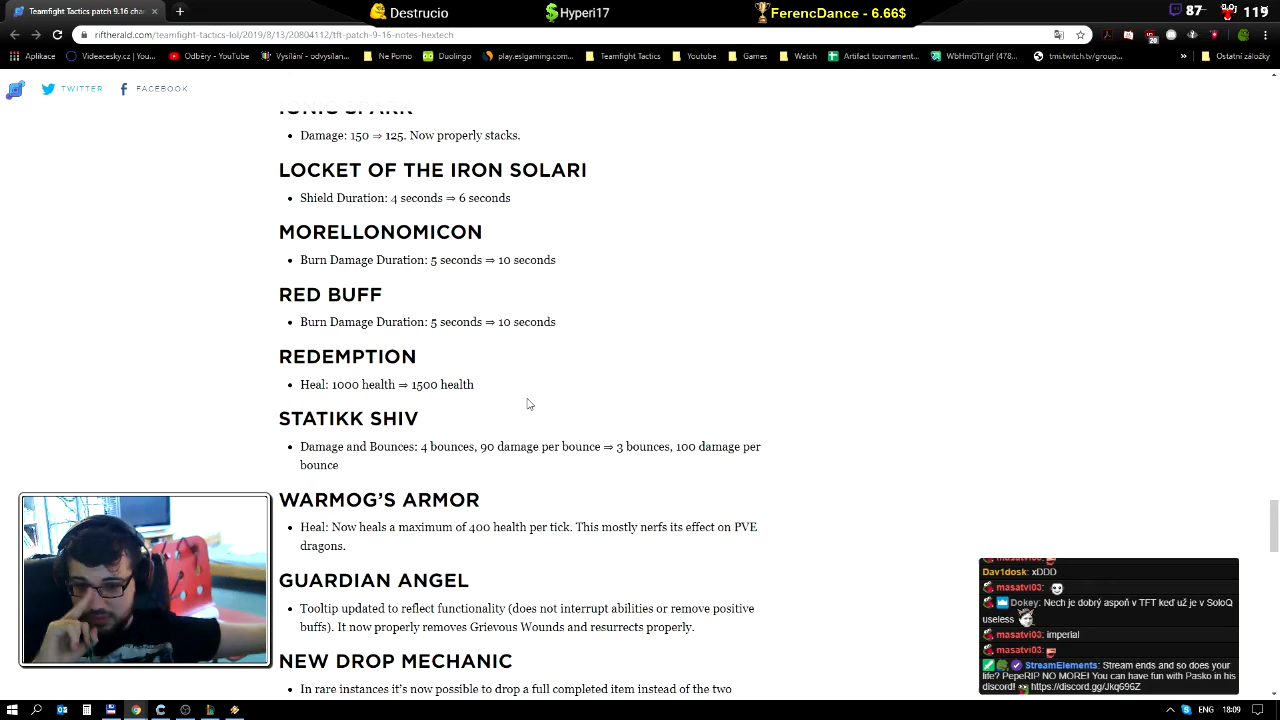 Teamfight Tactics patch 9.16 cha
Destrucio
Hyperi17
FerencDance - 6.66$
87
119
riftherald.com/teamfight-tactics-lol/2019/8/13/20804112/tft-patch-9-16-notes-hextech
Aplikace
Videacesky.cz | You...
Odběry - YouTube
Vysílání - odvysílan...
Ne Porno
Duolingo
play.eslgaming.com...
Teamfight Tactics
Youtube
Games
Watch
Artifact tournament...
WbHmGTf.gif (478...
tmi.twitch.tv/group...
»
Ostatní záložky
TWITTER
FACEBOOK
IONIC SPARK
Damage: 150 ⇒ 125. Now properly stacks.
LOCKET OF THE IRON SOLARI
Shield Duration: 4 seconds ⇒ 6 seconds
MORELLONOMICON
Burn Damage Duration: 5 seconds ⇒ 10 seconds
RED BUFF
Burn Damage Duration: 5 seconds ⇒ 10 seconds
REDEMPTION
Heal: 1000 health ⇒ 1500 health
STATIKK SHIV
Damage and Bounces: 4 bounces, 90 damage per bounce ⇒ 3 bounces, 100 damage per
bounce
WARMOG'S ARMOR
Heal: Now heals a maximum of 400 health per tick. This mostly nerfs its effect on PVE
dragons.
GUARDIAN ANGEL
Tooltip updated to reflect functionality (does not interrupt abilities or remove positive
buffs). It now properly removes Grievous Wounds and resurrects properly.
NEW DROP MECHANIC
In rare instances it's now possible to drop a full completed item instead of the two
masatvi03:
Dav1dosk: xDDD
masatvi03:
Dokey: Nech je dobrý aspoň v TFT keď už je v SoloQ
useless
masatvi03: imperial
masatvi03:
StreamElements: Stream ends and so does your
life? PepeRIP NO MORE! You can have fun with Pasko in his
discord! https://discord.gg/Jkq696Z
ENG
18:09